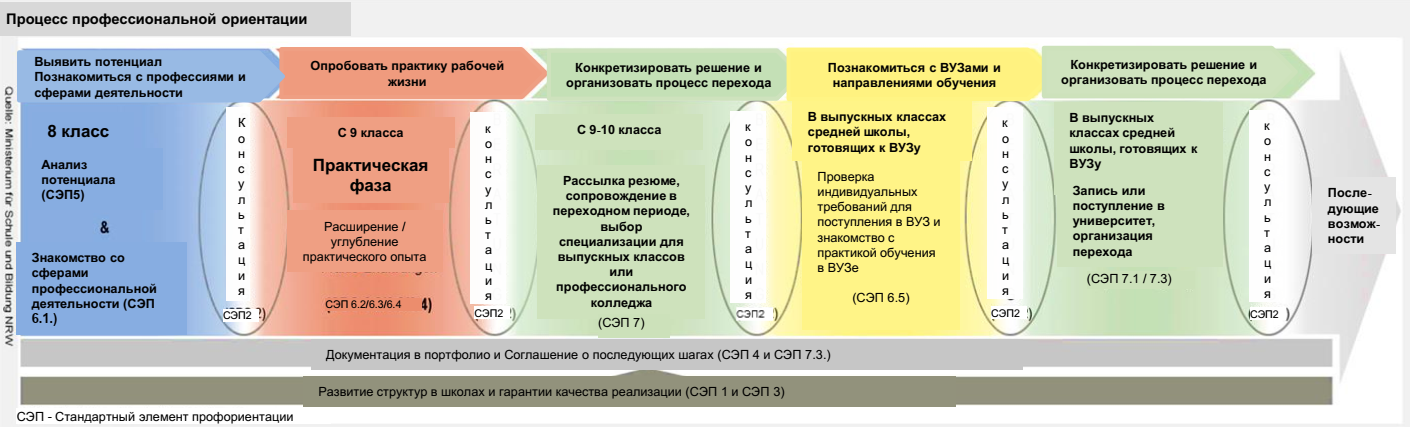 Процесс профессиональной ориентации
Выявить потенциал
Познакомиться с профессиями и
сферами деятельности
Опробовать практику рабочей
жизни
Конкретизировать решение и
организовать процесс перехода
Познакомиться с ВУЗами и
направлениями обучения
Конкретизировать решение и
организовать процесс перехода
Quelle: Ministerium für Schule und Bildung NRW
8 класс
Анализ
потенциала
(СЭП5)
&
Знакомство со
сферами
профессиональной
деятельности (СЭП
6.1.)
Консультация
СЭП2
С 9 класса
Практическая
фаза
Расширение /
углубление
практического опыта
СЭП 6.2/6.3/6.4
4)
консультация
СЭП2
С 9-10 класса
Рассылка резюме,
сопровождение в
переходном периоде,
выбор
специализации для
выпускных классов
или
профессионального
колледжа
(СЭП 7)
консультация
СЭП2
В выпускных классах
средней школы,
готовящих к ВУЗу
Проверка
индивидуальных
требований для
поступления в ВУЗ и
знакомство с
практикой обучения
в ВУЗе
(СЭП 6.5)
консультация
СЭП2
В выпускных
классах средней
школы, готовящих к
ВУЗу
Запись или
поступление в
университет,
организация
перехода
(СЭП 7.1 / 7.3)
консультация
СЭП2
После-
дующие
возмож-
ности
Документация в портфолио и Соглашение о последующих шагах (СЭП 4 и СЭП 7.3.)
Развитие структур в школах и гарантии качества реализации (СЭП 1 и СЭП 3)
СЭП - Стандартный элемент профориентации